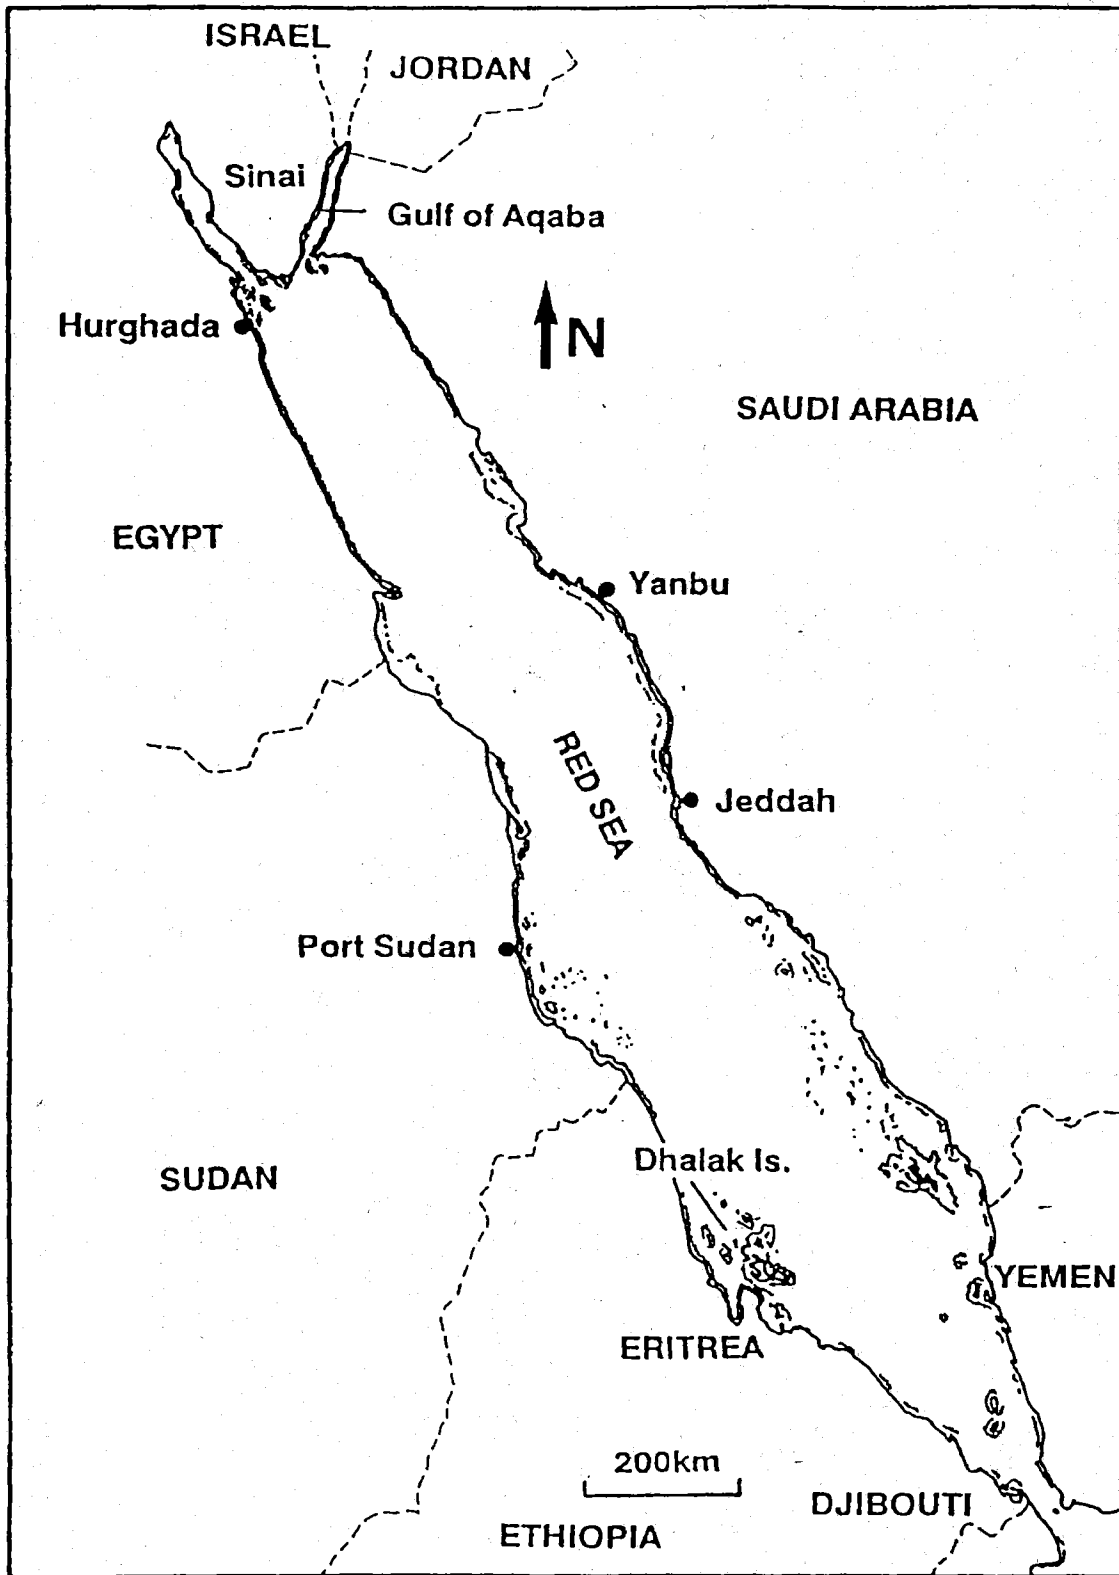 ISRAEL
JORDAN
Sinai
Gulf of Aqaba
Hurghada
N
SAUDI ARABIA
EGYPT
Yanbu
RED SEA
Jeddah
Port Sudan
Dhalak Is.
SUDAN
YEMEN
ERITREA
200km
DJIBOUTI
ETHIOPIA